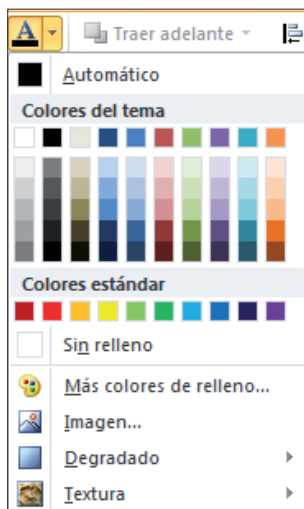 A Traer adelante
Automático
Colores del tema
Colores estándar
Sin relleno
Más colores de relleno...
Imagen...
Degradado
Textura